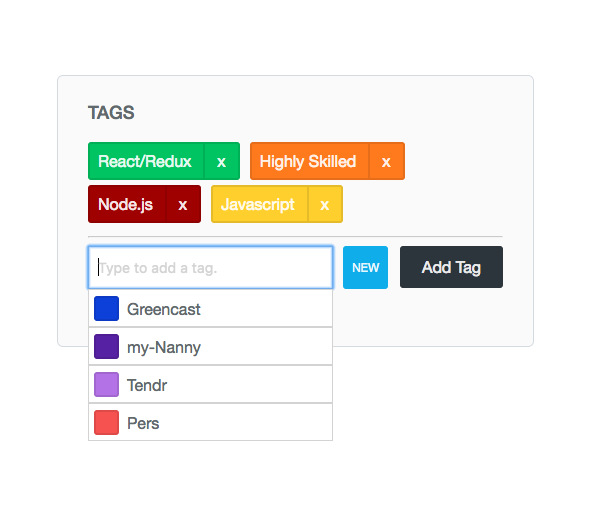 TAGS
React/Redux x Highly Skilled x
Node.js x Javascript x
Type to add a tag. NEW Add Tag
Greencast
my-Nanny
Tendr
Pers